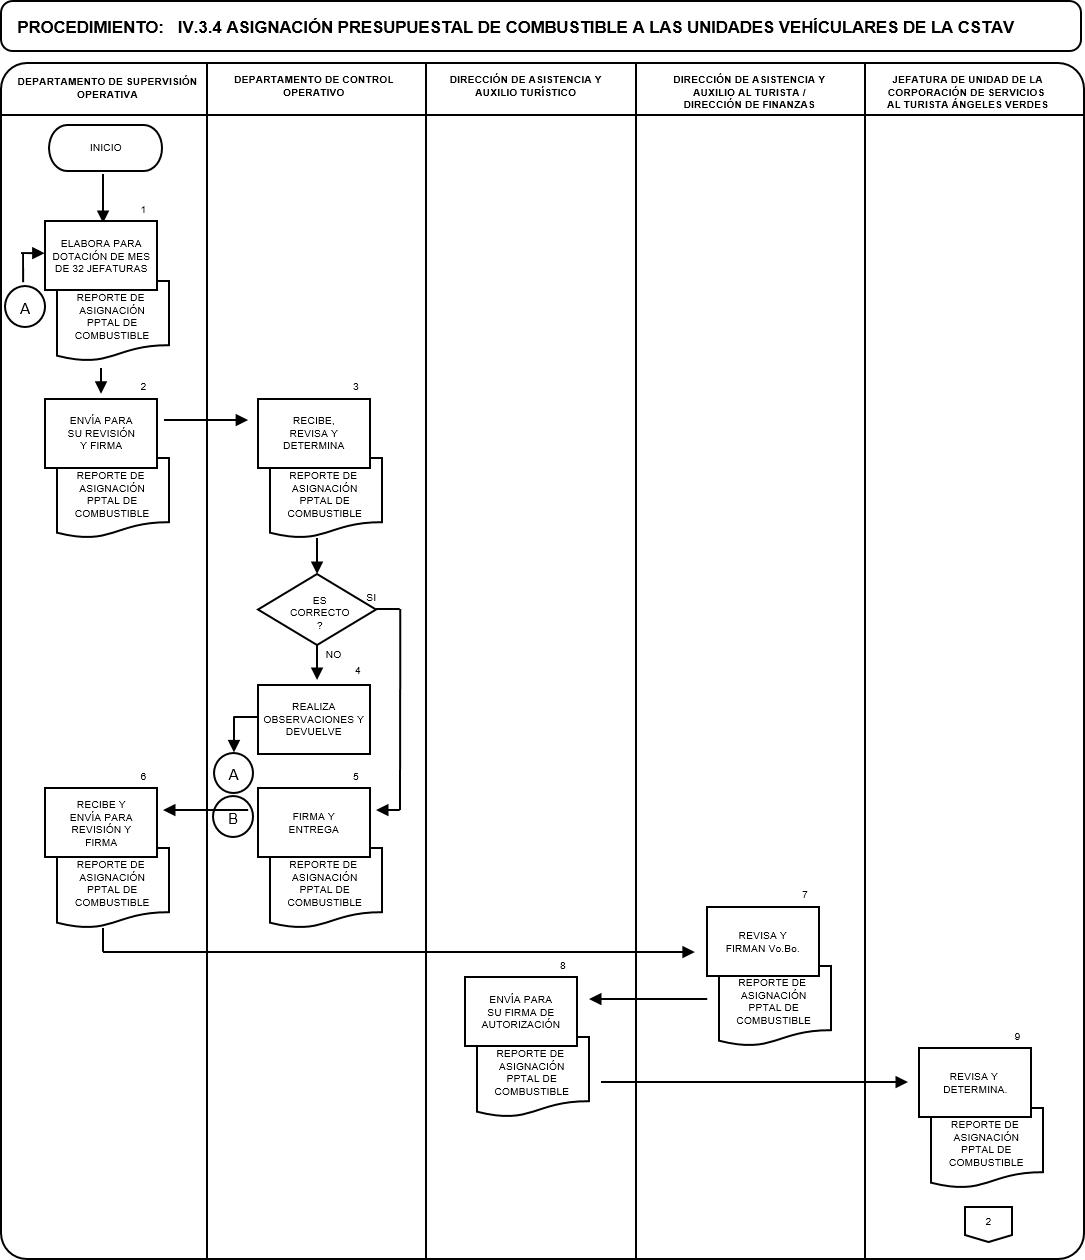 PROCEDIMIENTO: IV.3.4 ASIGNACIÓN PRESUPUESTAL DE COMBUSTIBLE A LAS UNIDADES VEHÍCULARES DE LA CSTAV
DEPARTAMENTO DE SUPERVISIÓN
OPERATIVA
DEPARTAMENTO DE CONTROL
OPERATIVO
DIRECCIÓN DE ASISTENCIA Y
AUXILIO TURÍSTICO
DIRECCIÓN DE ASISTENCIA Y
AUXILIO AL TURISTA /
DIRECCIÓN DE FINANZAS
JEFATURA DE UNIDAD DE LA
CORPORACIÓN DE SERVICIOS
AL TURISTA ÁNGELES VERDES
INICIO
1
ELABORA PARA
DOTACIÓN DE MES
DE 32 JEFATURAS
REPORTE DE
ASIGNACIÓN
PPTAL DE
COMBUSTIBLE
A
2
ENVÍA PARA
SU REVISIÓN
Y FIRMA
REPORTE DE
ASIGNACIÓN
PPTAL DE
COMBUSTIBLE
3
RECIBE,
REVISA Y
DETERMINA
REPORTE DE
ASIGNACIÓN
PPTAL DE
COMBUSTIBLE
ES
CORRECTO
?
SI
NO
4
REALIZA
OBSERVACIONES Y
DEVUELVE
A
B
5
FIRMA Y
ENTREGA
REPORTE DE
ASIGNACIÓN
PPTAL DE
COMBUSTIBLE
6
RECIBE Y
ENVÍA PARA
REVISIÓN Y
FIRMA
REPORTE DE
ASIGNACIÓN
PPTAL DE
COMBUSTIBLE
7
REVISA Y
FIRMAN Vo.Bo.
REPORTE DE
ASIGNACIÓN
PPTAL DE
COMBUSTIBLE
8
ENVÍA PARA
SU FIRMA DE
AUTORIZACIÓN
REPORTE DE
ASIGNACIÓN
PPTAL DE
COMBUSTIBLE
9
REVISA Y
DETERMINA.
REPORTE DE
ASIGNACIÓN
PPTAL DE
COMBUSTIBLE
2